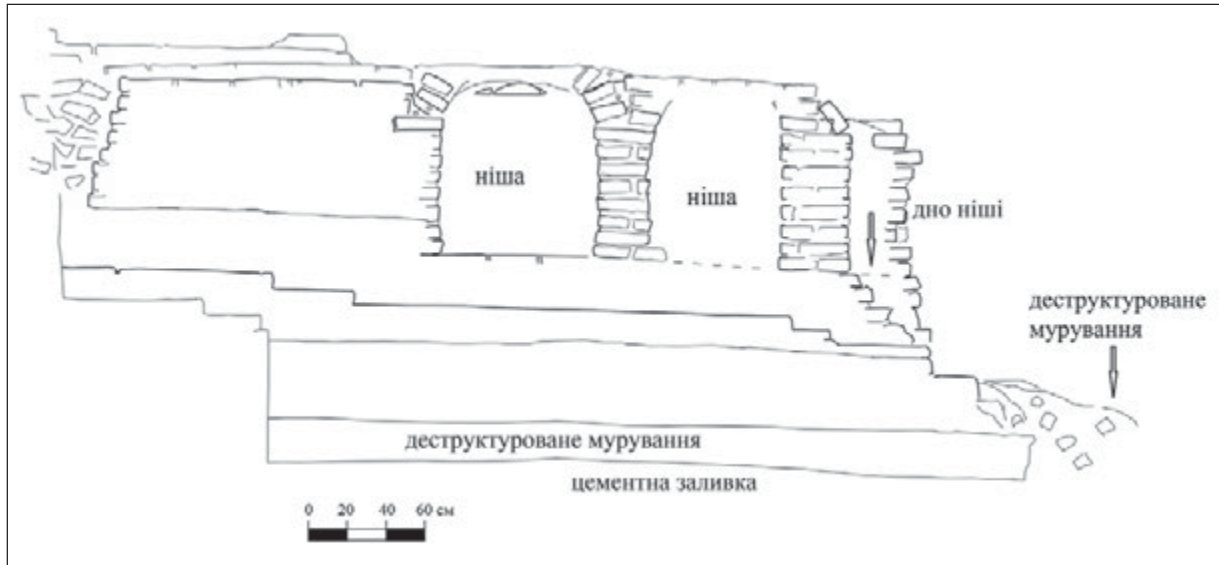 ніша
ніша
дно ніші
деструктуроване
мурування
деструктуроване мурування
цементна заливка
0 20 40 60 см